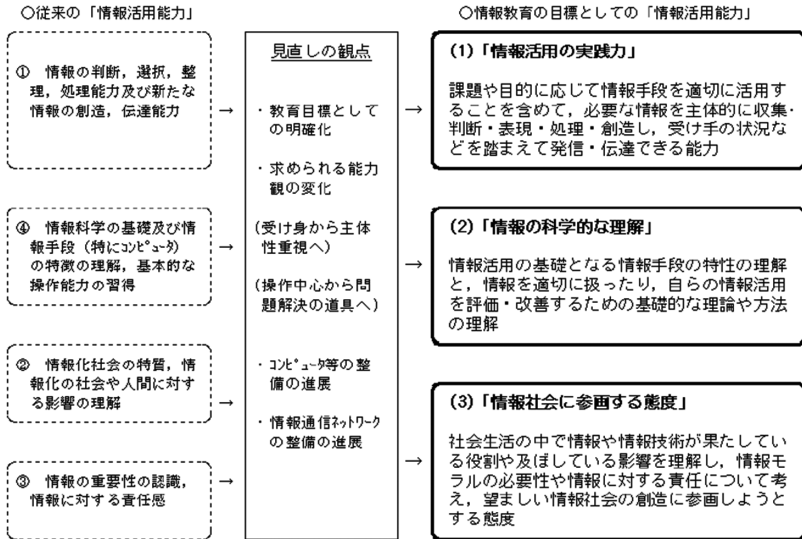 ○従来の「情報活用能力」
① 情報の判断，選択，整
理，処理能力及び新たな
情報の創造，伝達能力
→
④ 情報科学の基礎及び情
報手段（特にｺﾝﾋﾟｭｰﾀ）
の特徴の理解，基本的な
操作能力の習得
→
② 情報化社会の特質，情
報化の社会や人間に対す
る影響の理解
→
③ 情報の重要性の認識，
情報に対する責任感
→
見直しの観点
・教育目標として
の明確化
・求められる能力
観の変化
(受け身から主体
性重視へ)
(操作中心から問
題解決の道具へ)
・ｺﾝﾋﾟｭｰﾀ等の整
備の進展
・情報通信ﾈｯﾄﾜｰｸ
の整備の進展
○情報教育の目標としての「情報活用能力」
→
(1)「情報活用の実践力」
課題や目的に応じて情報手段を適切に活用す
ることを含めて，必要な情報を主体的に収集・
判断・表現・処理・創造し，受け手の状況な
どを踏まえて発信・伝達できる能力
→
(2)「情報の科学的な理解」
情報活用の基礎となる情報手段の特性の理解
と，情報を適切に扱ったり，自らの情報活用
を評価・改善するための基礎的な理論や方法
の理解
→
(3)「情報社会に参画する態度」
社会生活の中で情報や情報技術が果たしてい
る役割や及ぼしている影響を理解し，情報モ
ラルの必要性や情報に対する責任について考
え，望ましい情報社会の創造に参画しようと
する態度